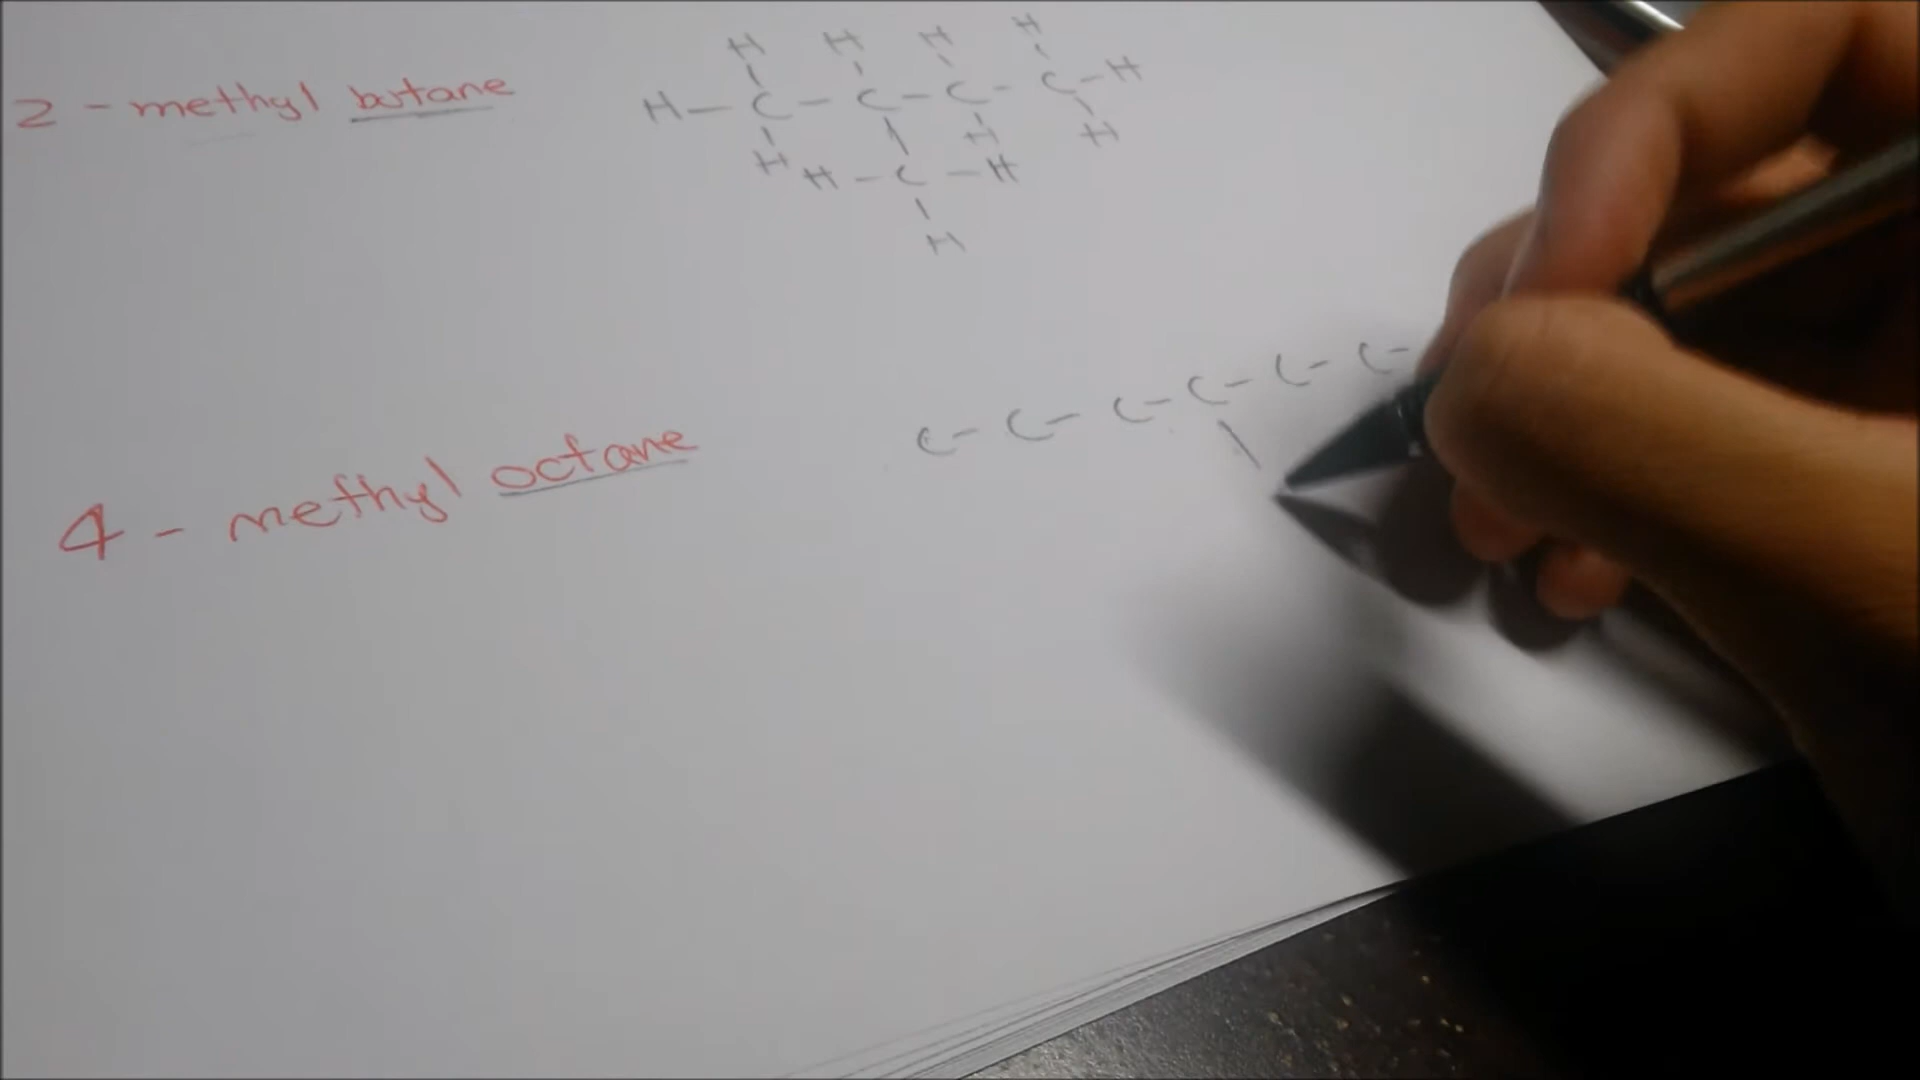 2 - methyl butane
H H H H
H - C - C - C - C - H
H H H
H - C - H
H
4 - methyl octane
C - C - C - C - C - C -